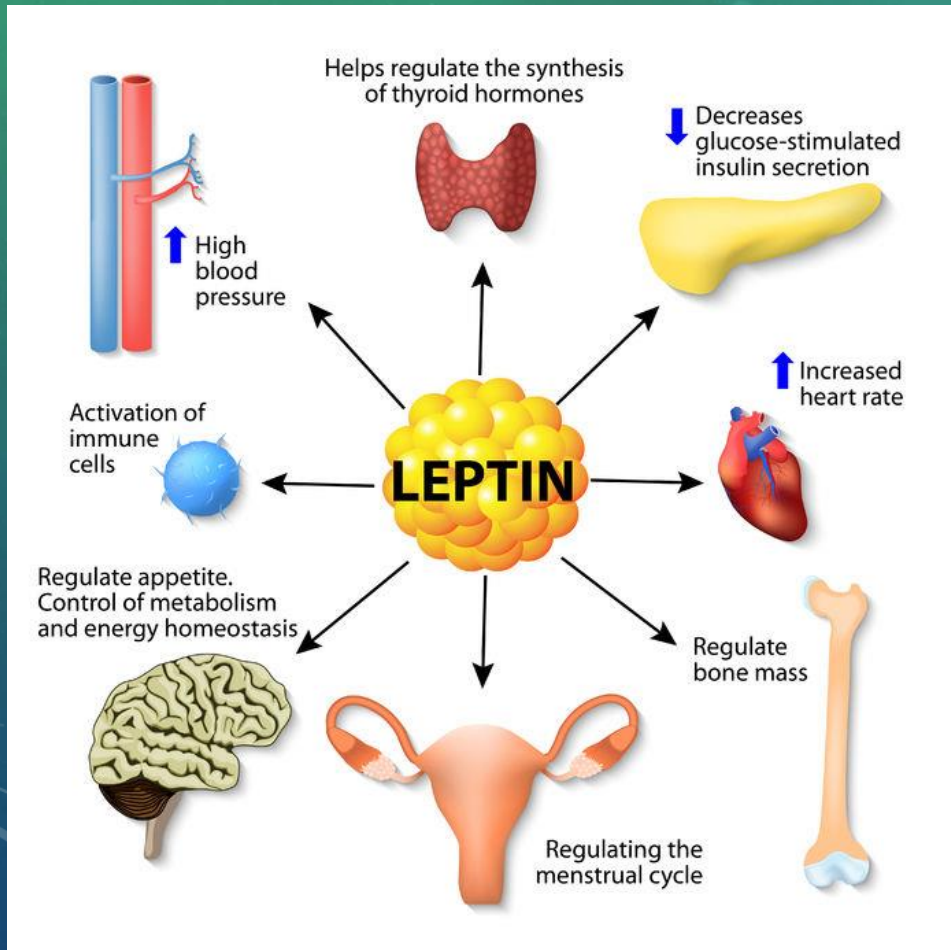 Helps regulate the synthesis
of thyroid hormones
Decreases
glucose-stimulated
insulin secretion
High
blood
pressure
Increased
heart rate
Activation of
immune
cells
LEPTIN
Regulate appetite.
Control of metabolism
and energy homeostasis
Regulate
bone mass
Regulating the
menstrual cycle